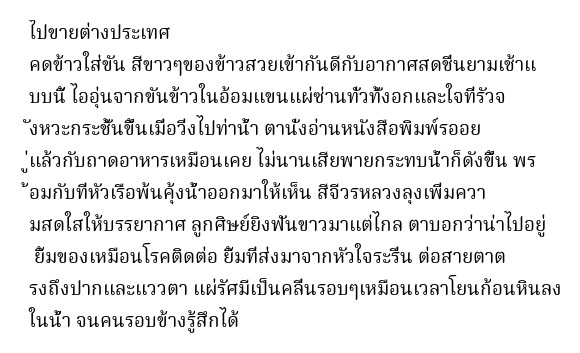 ไปขายต่างประเทศ
คดข้าวใส่ขัน สีขาวๆของข้าวสวยเข้ากันดีกับอากาศสดชื่นยามเช้าแ
บบนี้ ไออุ่นจากขันข้าวในอ้อมแขนแผ่ซ่านทั่วทั้งอกและใจที่รัวจ
ังหวะกระชั้นขึ้นเมื่อวิ่งไปท่าน้ำ ตานั่งอ่านหนังสือพิมพ์รออย
ู่แล้วกับถาดอาหารเหมือนเคย ไม่นานเสียพายกระทบน้ำก็ดังขึ้น พร
้อมกับที่หัวเรือพ้นคุ้งน้ำออกมาให้เห็น สีจีวรหลวงลุงเพิ่มควา
มสดใสให้บรรยากาศ ลูกศิษย์ยิงฟันขาวมาแต่ไกล ตาบอกว่าน่าไปอยู่
ยิ้มของเหมือนโรคติดต่อ ยิ้มที่ส่งมาจากหัวใจระรื่น ต่อสายตาต
รงถึงปากและแววตา แผ่รัศมีเป็นคลื่นรอบๆเหมือนเวลาโยนก้อนหินลง
ในน้ำ จนคนรอบข้างรู้สึกได้